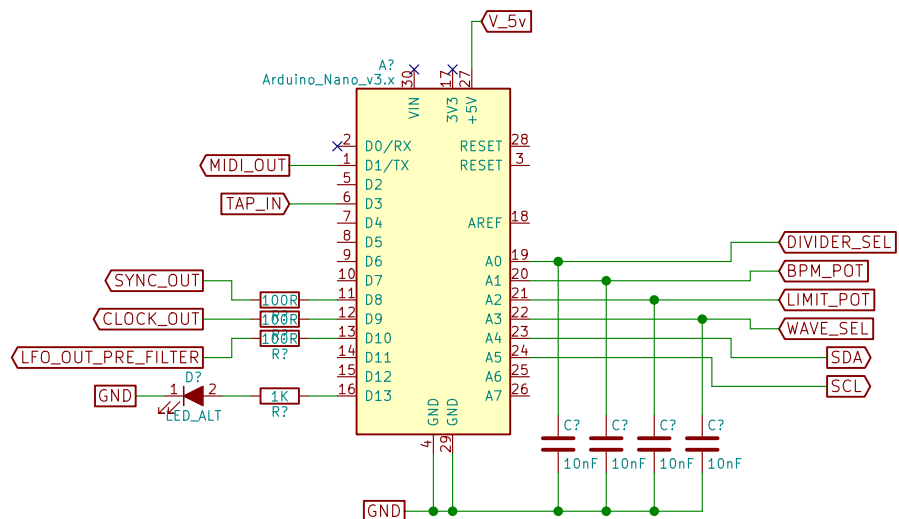 V_5v
A?
Arduino_Nano_v3.x
30
17
27
VIN
3V3
+5V
2 D0/RX RESET 28
MIDI_OUT 1 D1/TX RESET 3
5 D2
TAP_IN 6 D3
7 D4 AREF 18
8 D5
9 D6 A0 19 DIVIDER_SEL
10 D7 A1 20 BPM_POT
SYNC_OUT 100R 11 D8 A2 21 LIMIT_POT
R?
CLOCK_OUT 100R 12 D9 A3 22 WAVE_SEL
R?
LFO_OUT_PRE_FILTER 100R 13 D10 A4 23 SDA
R?
14 D11 A5 24 SCL
15 D12 A6 25
D?
GND 1 2 1K 16 D13 A7 26
LED_ALT R?
GND GND
4 29
C? C? C? C?
10nF 10nF 10nF 10nF
GND